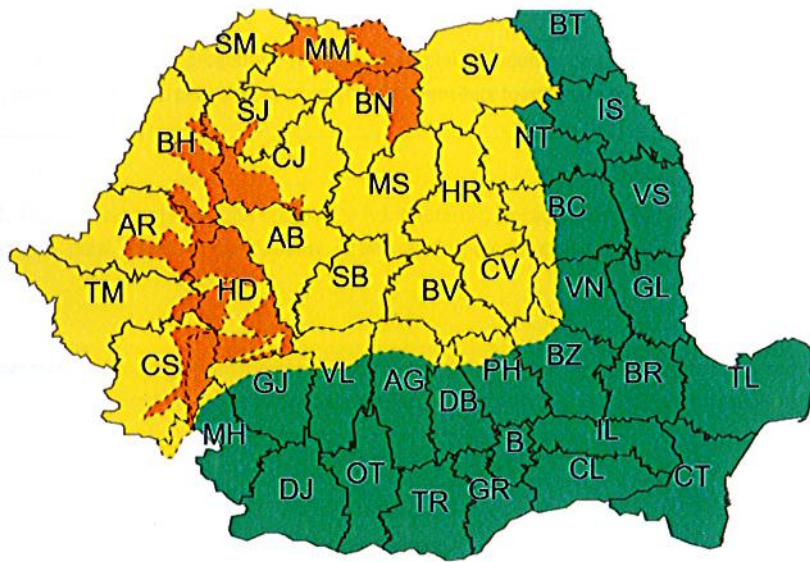 BT
SM MM SV
BN IS
SJ
BH CJ NT
MS HR BC VS
AR AB
TM HD SB BV CV VN GL
CS GJ VL AG DB PH BZ BR TL
MH B IL
DJ OT TR GR CL CT